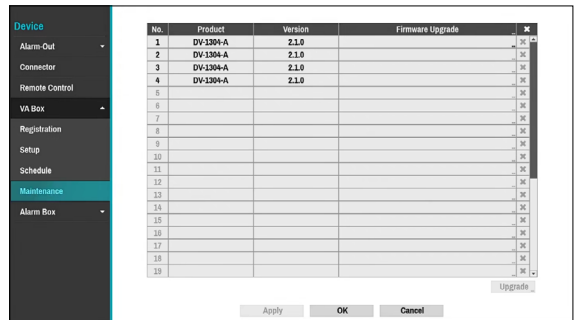 Device
Alarm-Out
Connector
Remote Control
VA Box
Registration
Setup
Schedule
Maintenance
Alarm Box
No. Product Version Firmware Upgrade ... ✖
1 DV-1304-A 2.1.0 ... ✖
2 DV-1304-A 2.1.0 ... ✖
3 DV-1304-A 2.1.0 ... ✖
4 DV-1304-A 2.1.0 ... ✖
5 ... ✖
6 ... ✖
7 ... ✖
8 ... ✖
9 ... ✖
10 ... ✖
11 ... ✖
12 ... ✖
13 ... ✖
14 ... ✖
15 ... ✖
16 ... ✖
17 ... ✖
18 ... ✖
19 ... ✖
Upgrade...
Apply OK Cancel